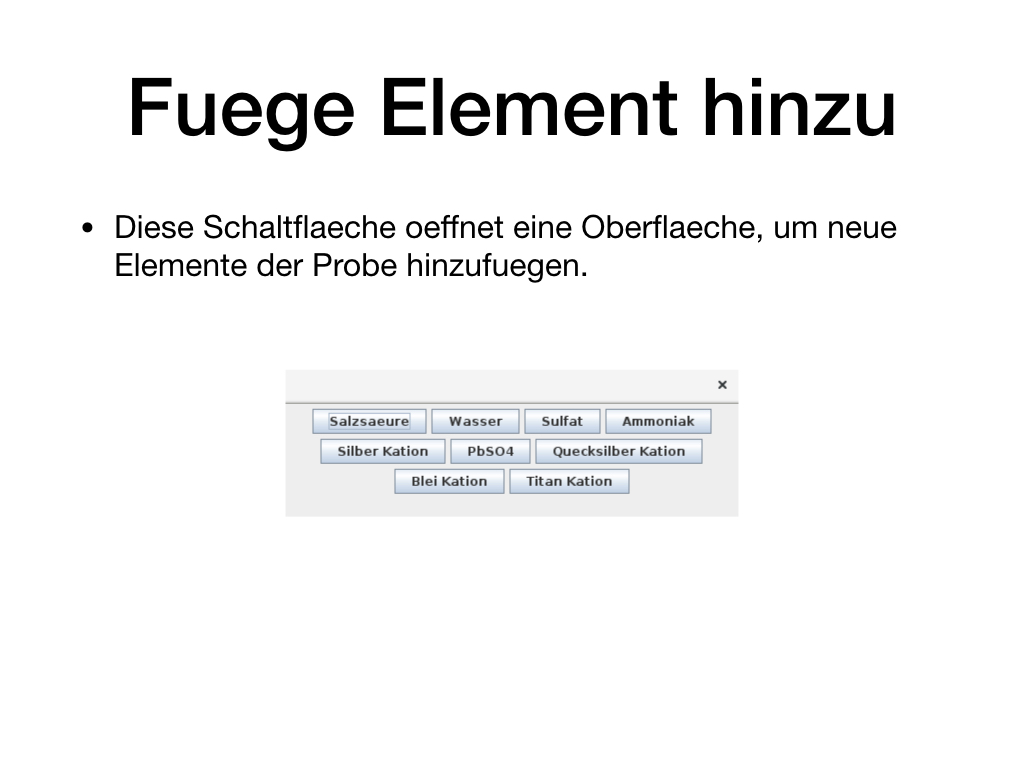 Fuege Element hinzu
• Diese Schaltflaeche oeffnet eine Oberflaeche, um neue
Elemente der Probe hinzufuegen.
×
Salzsaeure Wasser Sulfat Ammoniak
Silber Kation PbSO4 Quecksilber Kation
Blei Kation Titan Kation